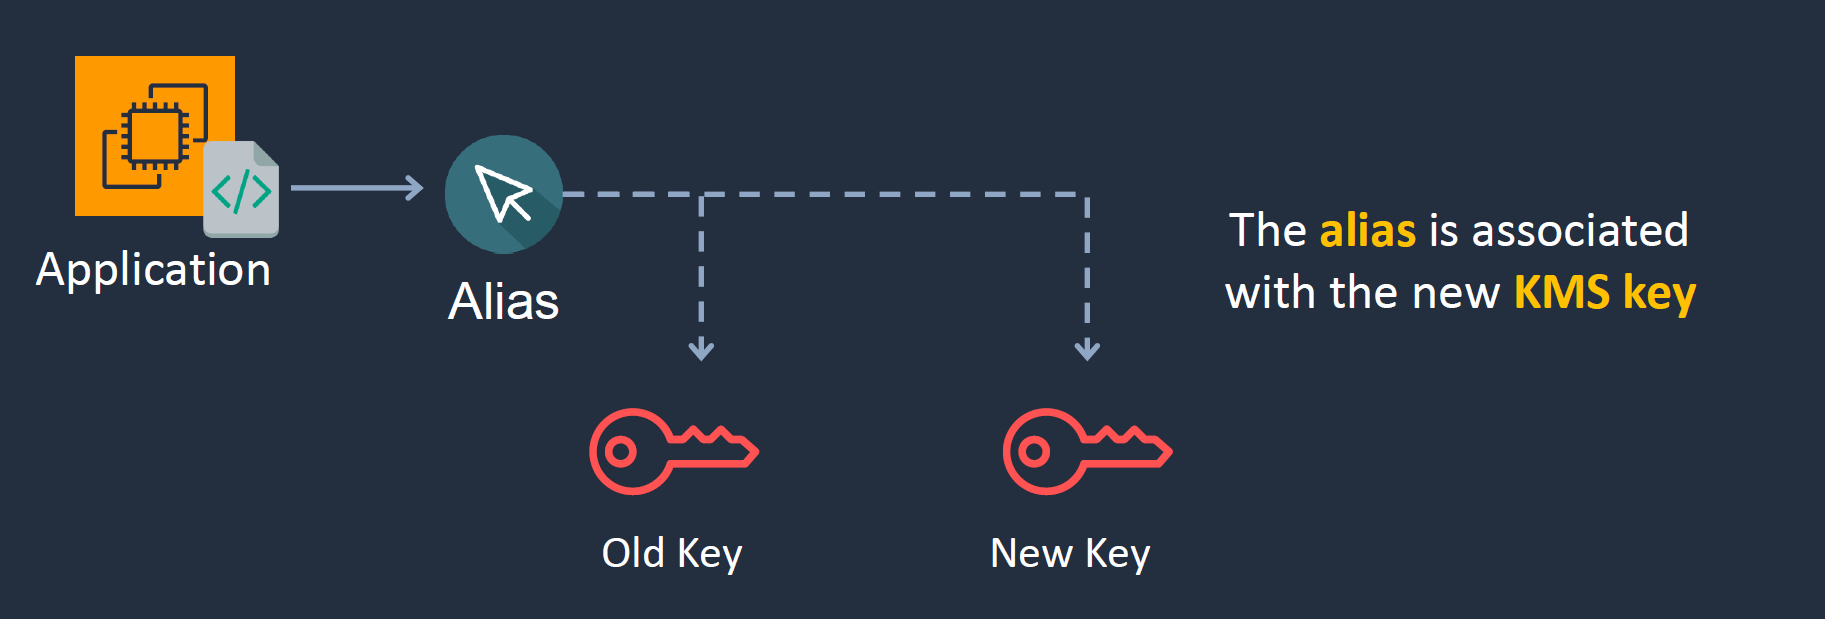 Application
Alias
The alias is associated
with the new KMS key
Old Key
New Key